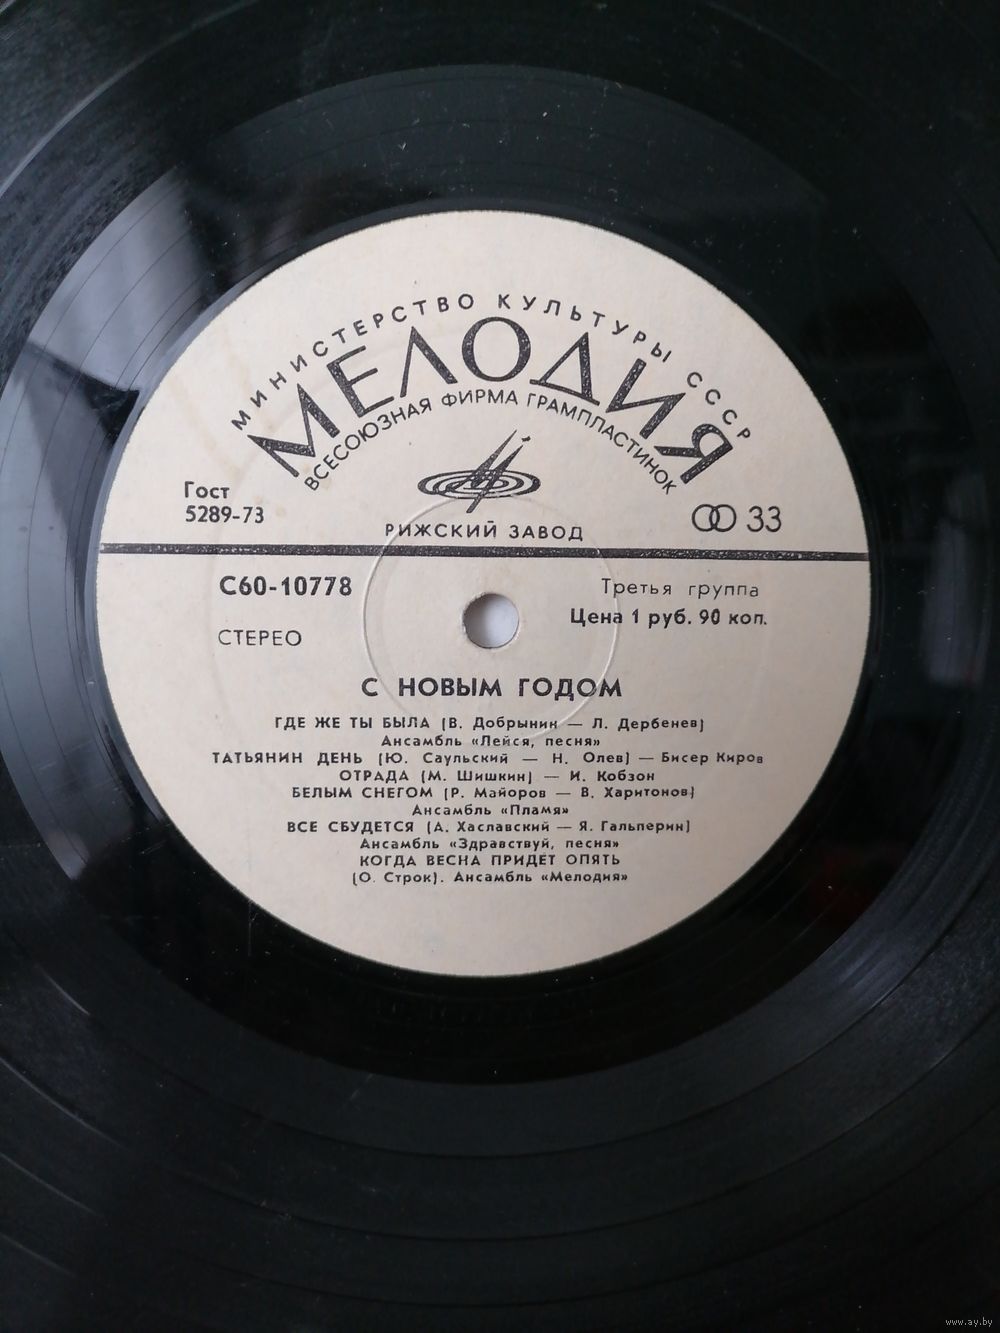 МИНИСТЕРСТВО КУЛЬТУРЫ СССР
МЕЛОДИЯ
ВСЕСОЮЗНАЯ ФИРМА ГРАМПЛАСТИНОК
Гост
5289-73
РИЖСКИЙ ЗАВОД
33
С60-10778
Третья группа
Цена 1 руб. 90 коп.
СТЕРЕО
С НОВЫМ ГОДОМ
ГДЕ ЖЕ ТЫ БЫЛА (В. Добрынин — Л. Дербенев)
Ансамбль «Лейся, песня»
ТАТЬЯНИН ДЕНЬ (Ю. Саульский — Н. Олев) — Бисер Киров
ОТРАДА (М. Шишкин) — И. Кобзон
БЕЛЫМ СНЕГОМ (Р. Майоров — В. Харитонов)
Ансамбль «Пламя»
ВСЕ СБУДЕТСЯ (А. Хаславский — Я. Гальперин)
Ансамбль «Здравствуй, песня»
КОГДА ВЕСНА ПРИДЕТ ОПЯТЬ
(О. Строк). Ансамбль «Мелодия»
www.ay.by